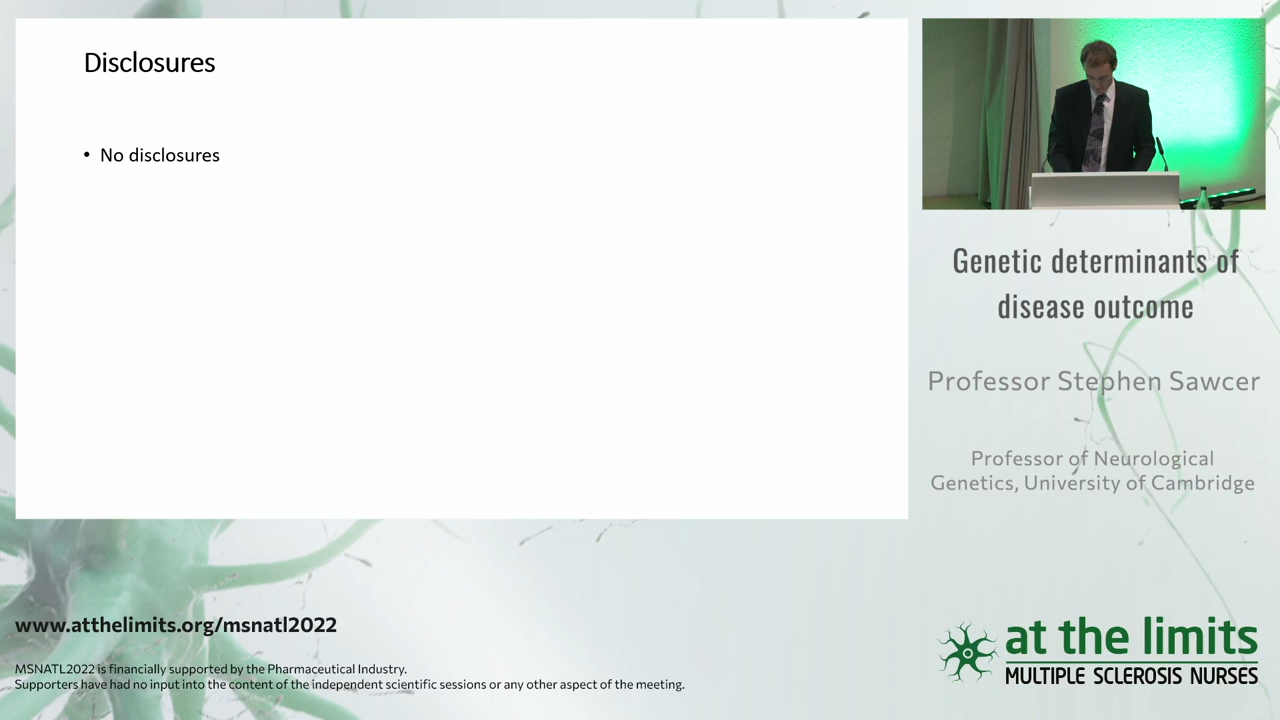 Disclosures
• No disclosures
Genetic determinants of
disease outcome
Professor Stephen Sawcer
Professor of Neurological
Genetics, University of Cambridge
www.atthelimits.org/msnatl2022
MSNATL2022 is financially supported by the Pharmaceutical Industry.
Supporters have had no input into the content of the independent scientific sessions or any other aspect of the meeting.
at the limits
MULTIPLE SCLEROSIS NURSES